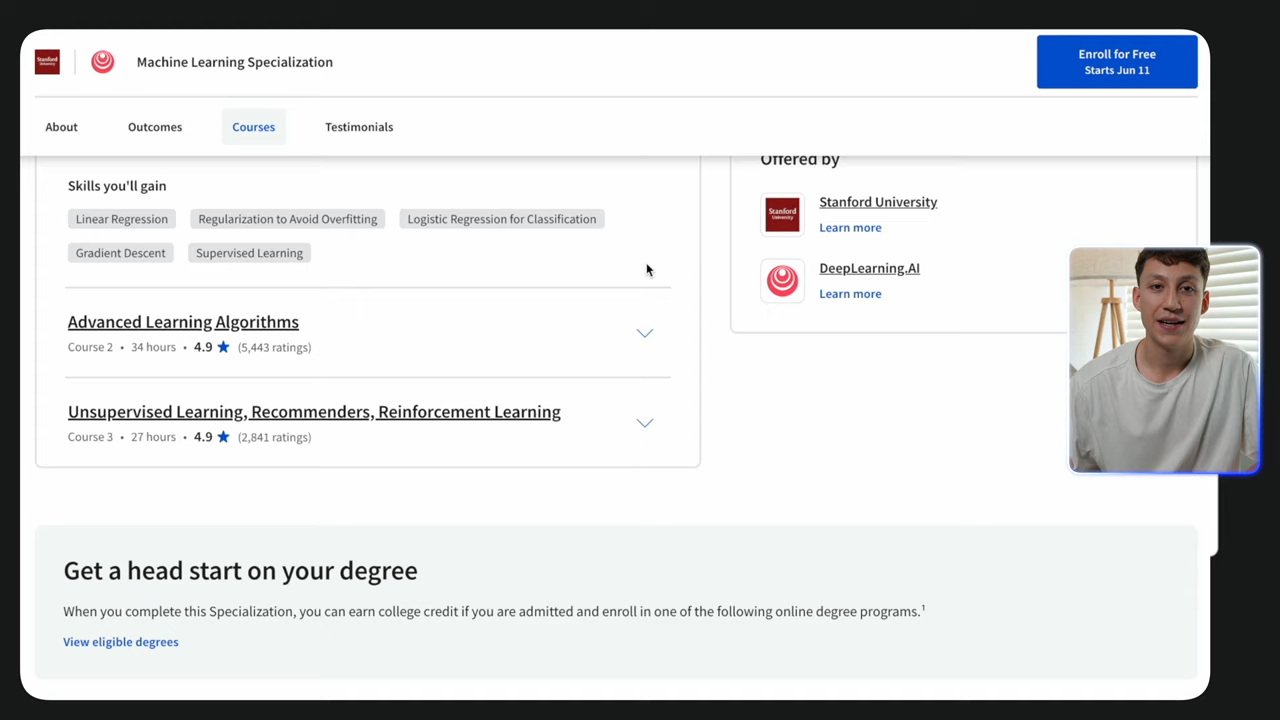 Stanford University
Machine Learning Specialization
Enroll for Free
Starts Jun 11
About
Outcomes
Courses
Testimonials
Skills you'll gain
Linear Regression
Regularization to Avoid Overfitting
Logistic Regression for Classification
Gradient Descent
Supervised Learning
Advanced Learning Algorithms
Course 2 • 34 hours • 4.9 ★ (5,443 ratings)
Unsupervised Learning, Recommenders, Reinforcement Learning
Course 3 • 27 hours • 4.9 ★ (2,841 ratings)
Offered by
Stanford University
Stanford University
Learn more
DeepLearning.AI
Learn more
Get a head start on your degree
When you complete this Specialization, you can earn college credit if you are admitted and enroll in one of the following online degree programs.¹
View eligible degrees